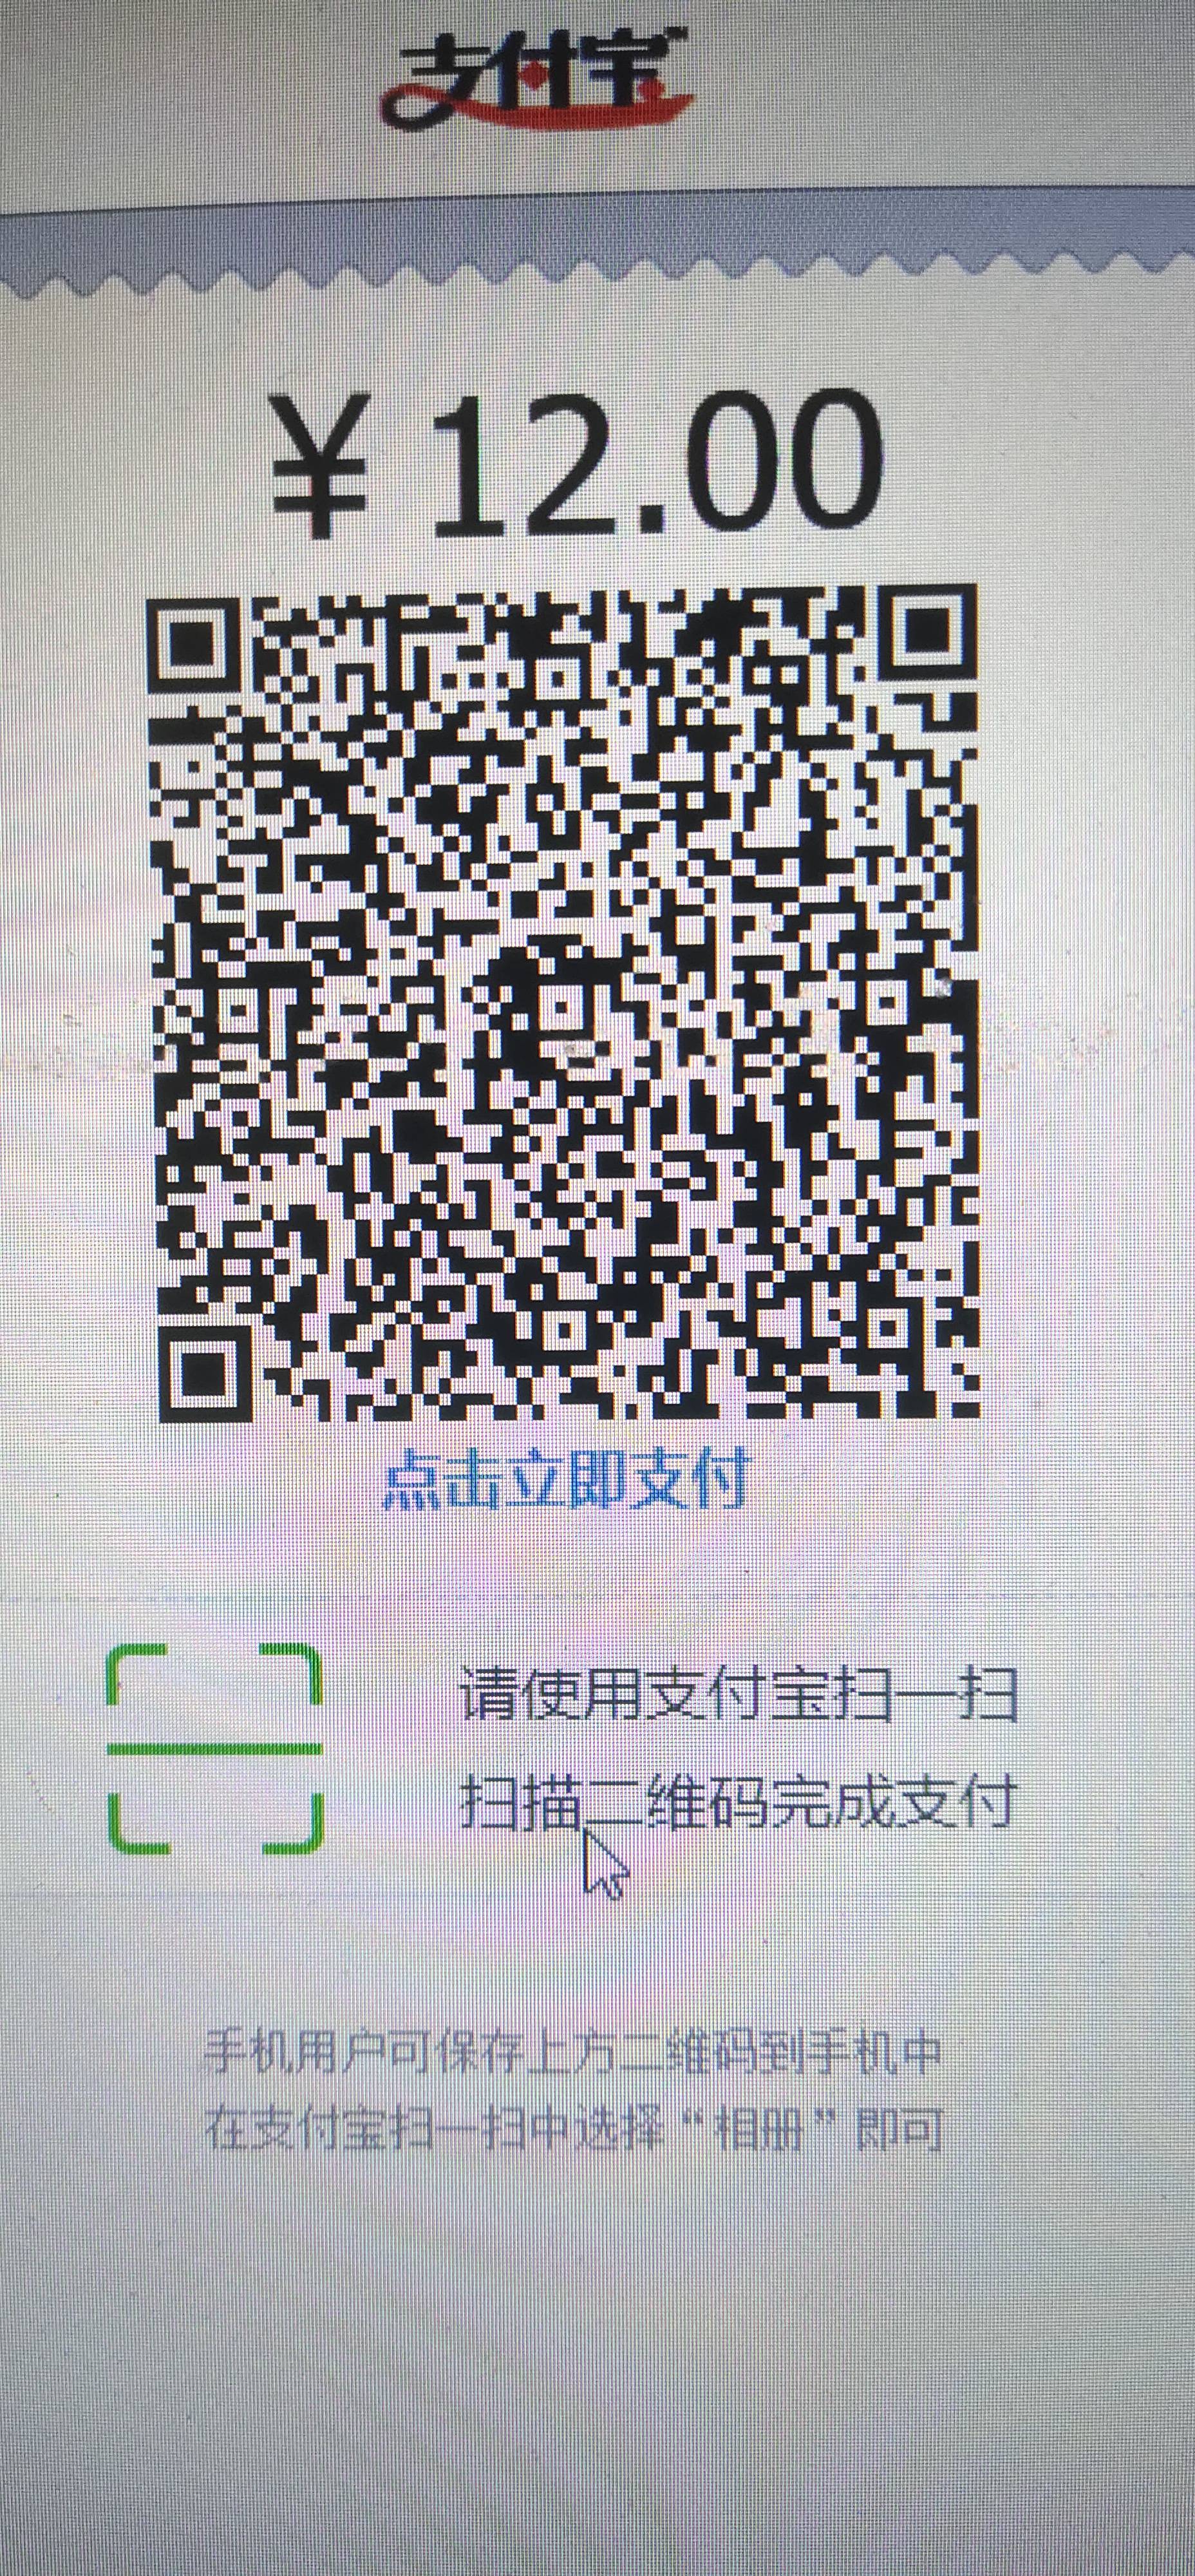 支付宝
¥ 12.00
点击立即支付
请使用支付宝扫一扫
扫描二维码完成支付
手机用户可保存上方二维码到手机中
在支付宝扫一扫中选择“相册”即可